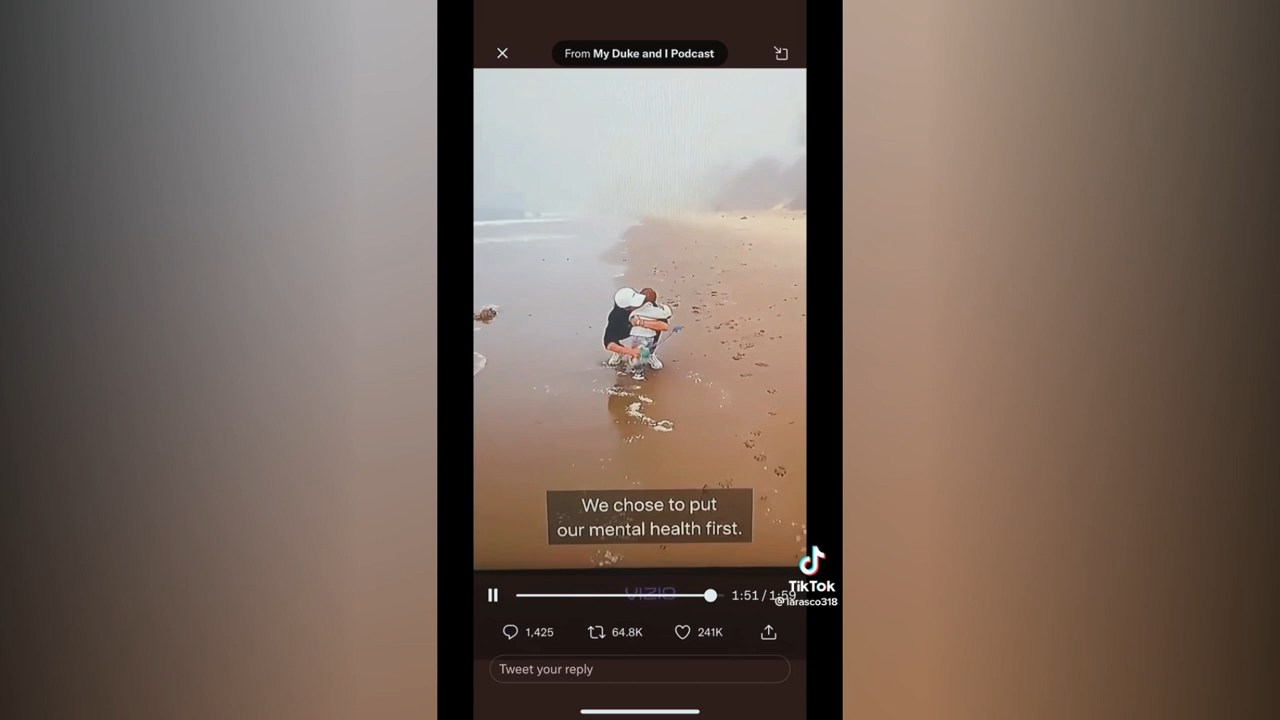 From My Duke and I Podcast
We chose to put
our mental health first.
VIZIO
1:51 / 1:59
TikTok
@larasco318
1,425
64.8K
241K
Tweet your reply